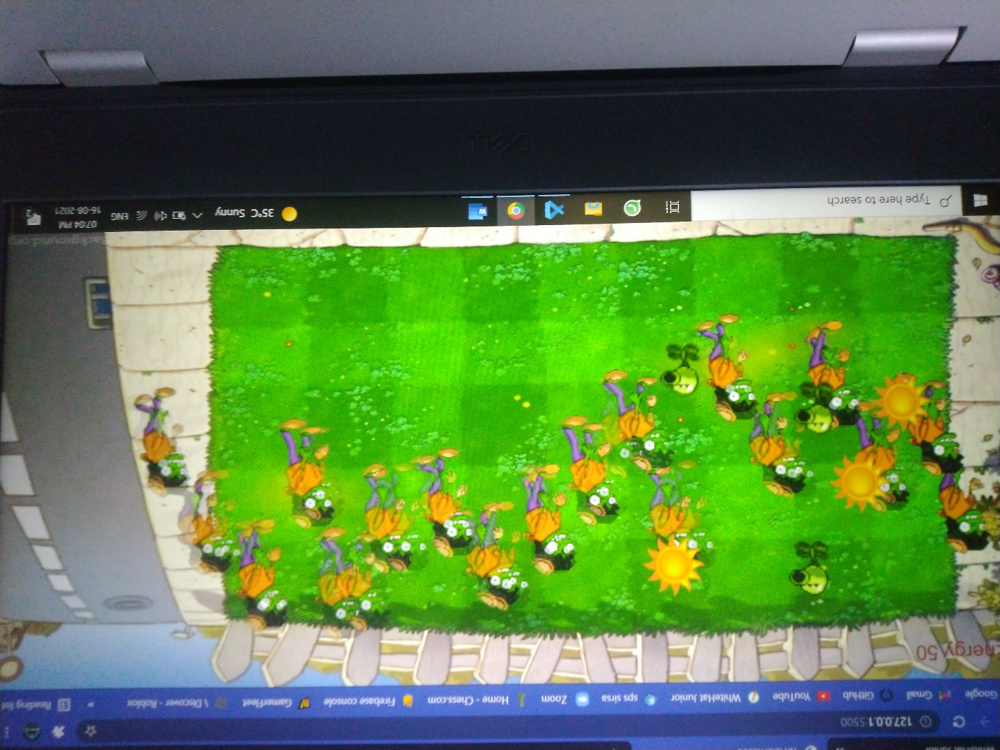 127.0.0.1:5500
Google
Gmail
GitHub
YouTube
WhiteHat Junior
sps sirsa
Zoom
Home - Chess.com
Firebase console
GamerFleet
\ Discover - Roblox
»
Reading list
nergy 50
ackground.org
Type here to search
35°C Sunny
ENG
07:04 PM
16-08-2021
2
DELL